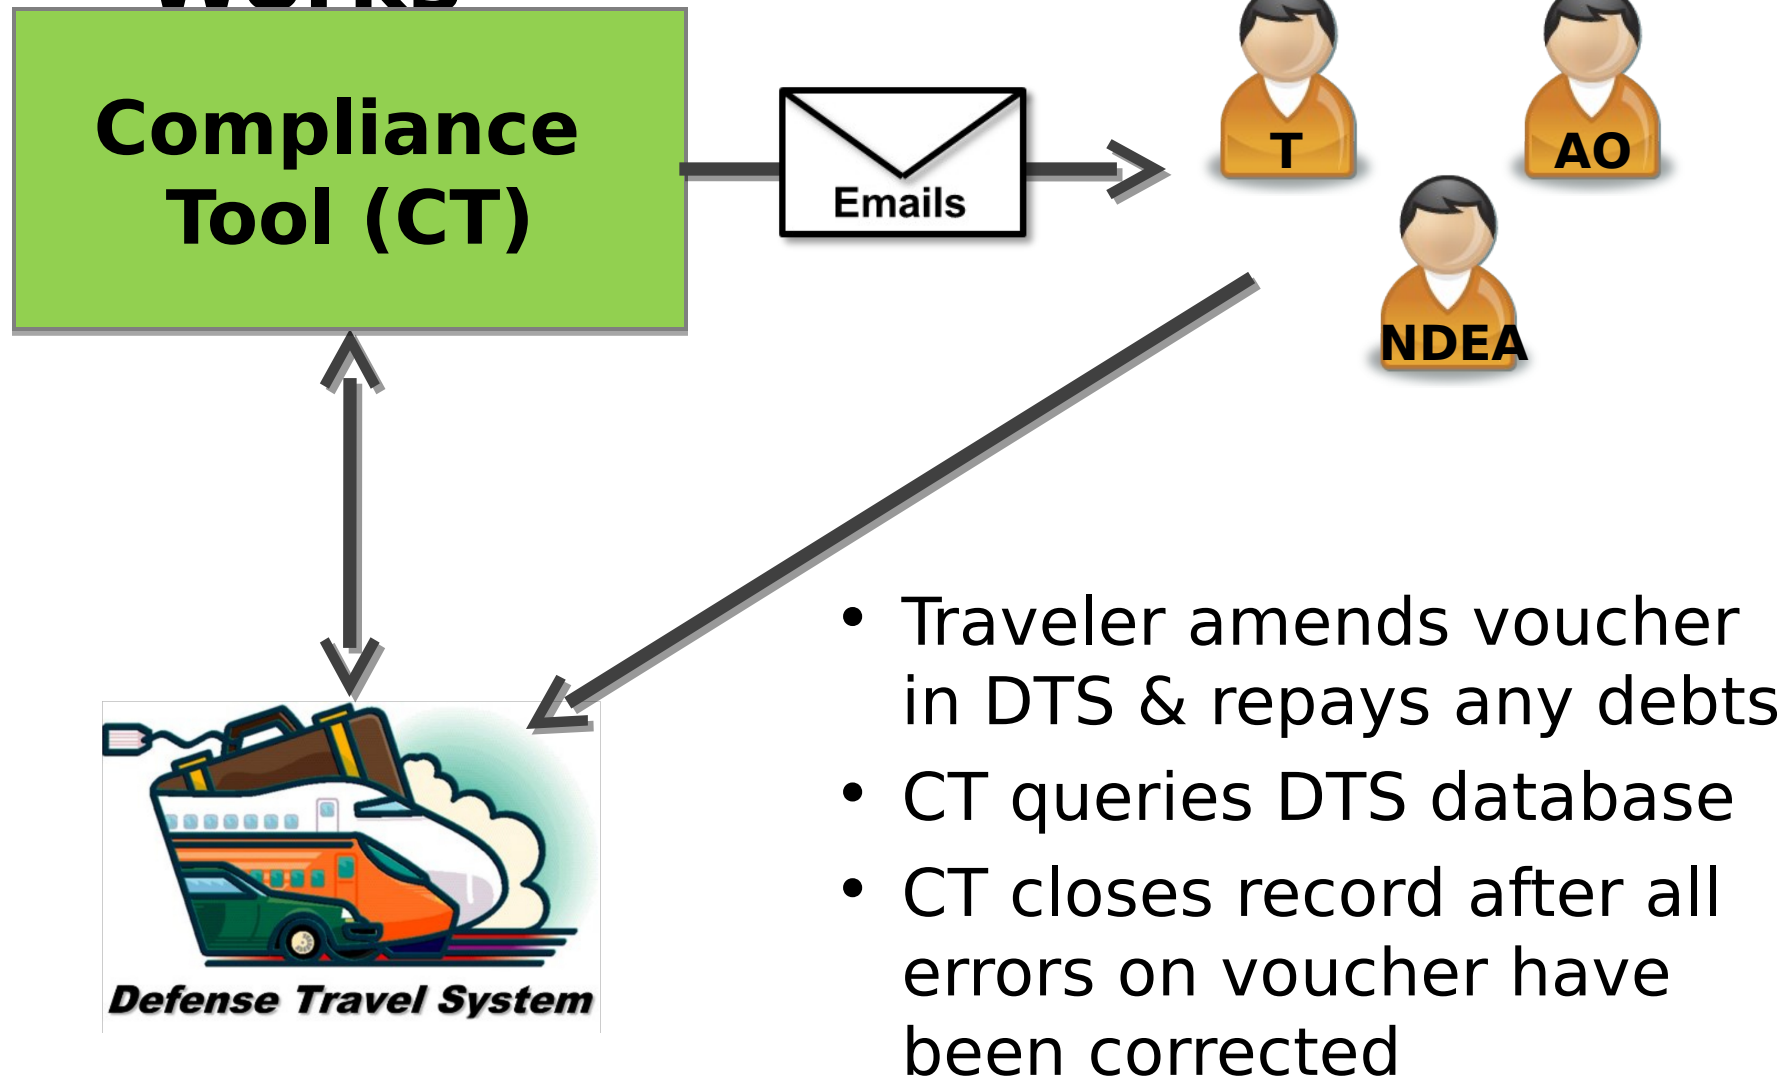 Works
Compliance
Tool (CT)
Emails
T
AO
NDEA
• Traveler amends voucher
in DTS & repays any debts
• CT queries DTS database
• CT closes record after all
errors on voucher have
been corrected
Defense Travel System